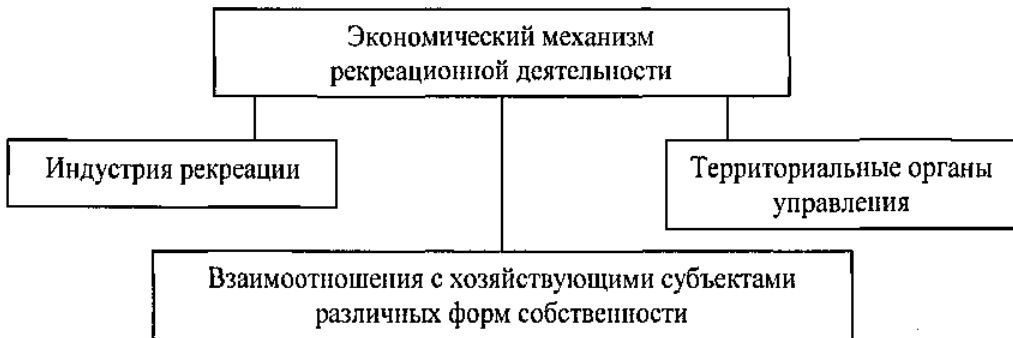 Экономический механизм
рекреационной деятельности
Индустрия рекреации
Территориальные органы
управления
Взаимоотношения с хозяйствующими субъектами
различных форм собственности